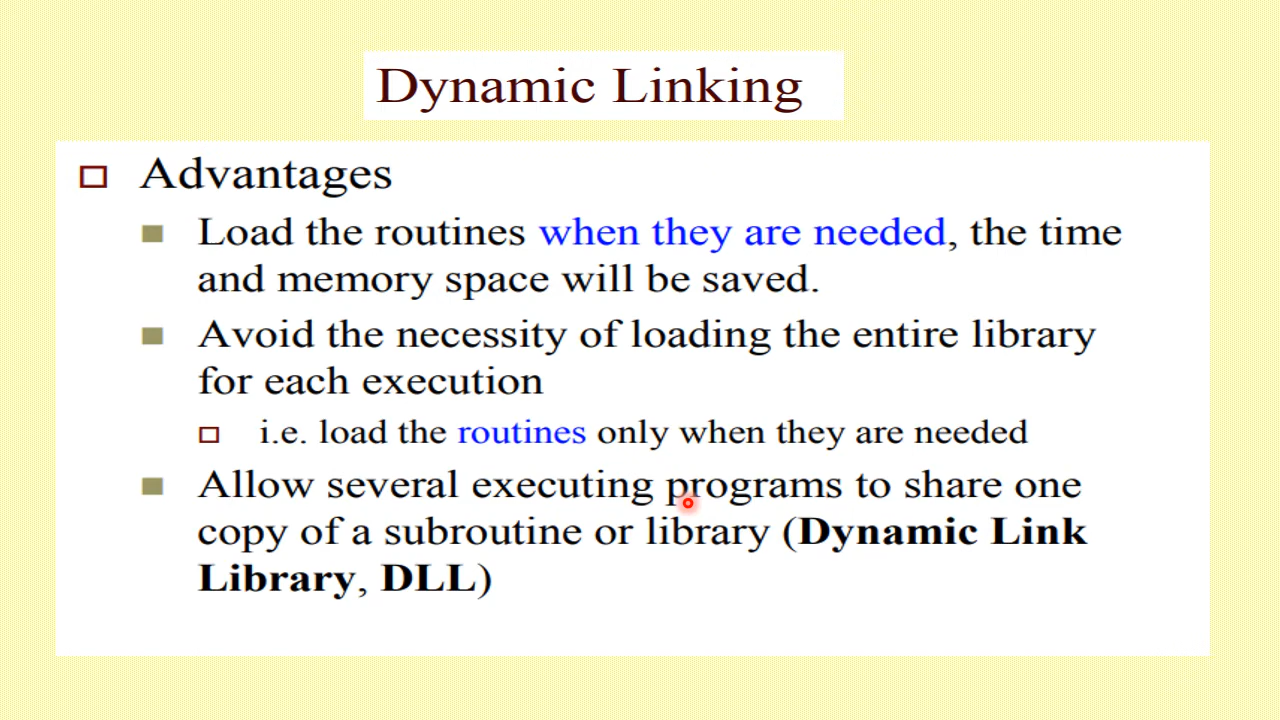 Dynamic Linking
Advantages
Load the routines when they are needed, the time
and memory space will be saved.
Avoid the necessity of loading the entire library
for each execution
i.e. load the routines only when they are needed
Allow several executing programs to share one
copy of a subroutine or library (Dynamic Link
Library, DLL)